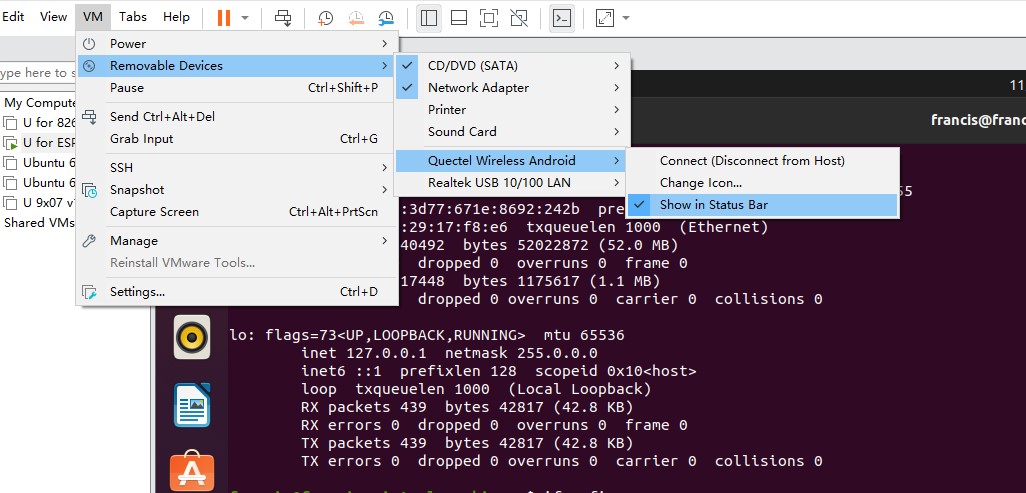 Edit View VM Tabs Help
Power
Removable Devices
Pause Ctrl+Shift+P
Send Ctrl+Alt+Del
Grab Input Ctrl+G
SSH
Snapshot
Capture Screen Ctrl+Alt+PrtScn
Manage
Reinstall VMware Tools...
Settings... Ctrl+D
CD/DVD (SATA)
Network Adapter
Printer
Sound Card
Quectel Wireless Android
Realtek USB 10/100 LAN
Connect (Disconnect from Host)
Change Icon...
Show in Status Bar
ype here to s
My Compute
U for 826
U for ESP
Ubuntu 6
Ubuntu 6
U 9x07 v
Shared VMs
11
francis@franc
55
:3d77:671e:8692:242b pre
:29:17:f8:e6 txqueuelen 1000 (Ethernet)
40492 bytes 52022872 (52.0 MB)
dropped 0 overruns 0 frame 0
17448 bytes 1175617 (1.1 MB)
dropped 0 overruns 0 carrier 0 collisions 0
lo: flags=73<UP,LOOPBACK,RUNNING> mtu 65536
inet 127.0.0.1 netmask 255.0.0.0
inet6 ::1 prefixlen 128 scopeid 0x10<host>
loop txqueuelen 1000 (Local Loopback)
RX packets 439 bytes 42817 (42.8 KB)
RX errors 0 dropped 0 overruns 0 frame 0
TX packets 439 bytes 42817 (42.8 KB)
TX errors 0 dropped 0 overruns 0 carrier 0 collisions 0